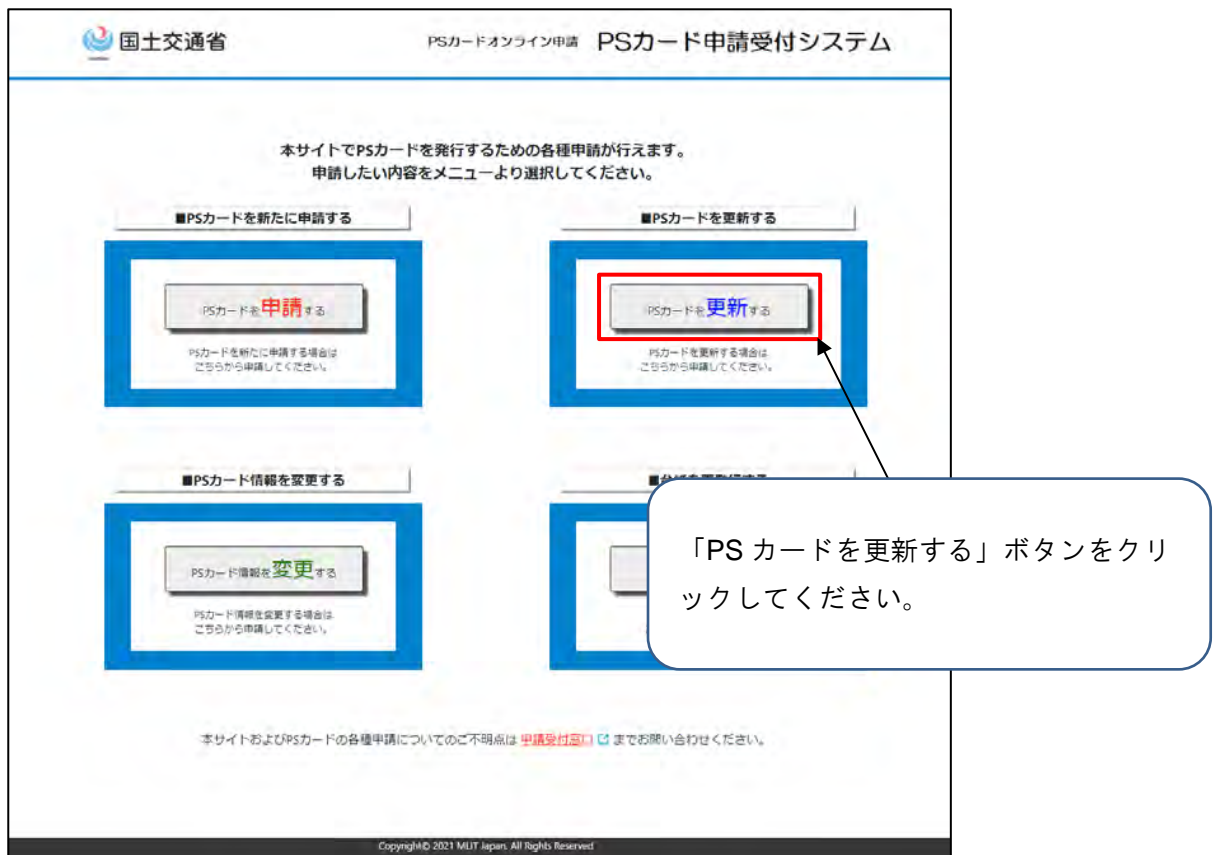 国土交通省
PSカードオンライン申請 PSカード申請受付システム
本サイトでPSカードを発行するための各種申請が行えます。
申請したい内容をメニューより選択してください。
■PSカードを新たに申請する
PSカードを申請する
PSカードを新たに申請する場合は
こちらから申請してください。
■PSカードを更新する
PSカードを更新する
PSカードを更新する場合は
こちらから申請してください。
■PSカード情報を変更する
PSカード情報を変更する
PSカード情報を変更する場合は
こちらから申請してください。
「PS カードを更新する」ボタンをクリ
ックしてください。
本サイトおよびPSカードの各種申請についてのご不明点は 申請受付窓口 までお問い合わせください。
Copyright© 2021 MLIT Japan. All Rights Reserved